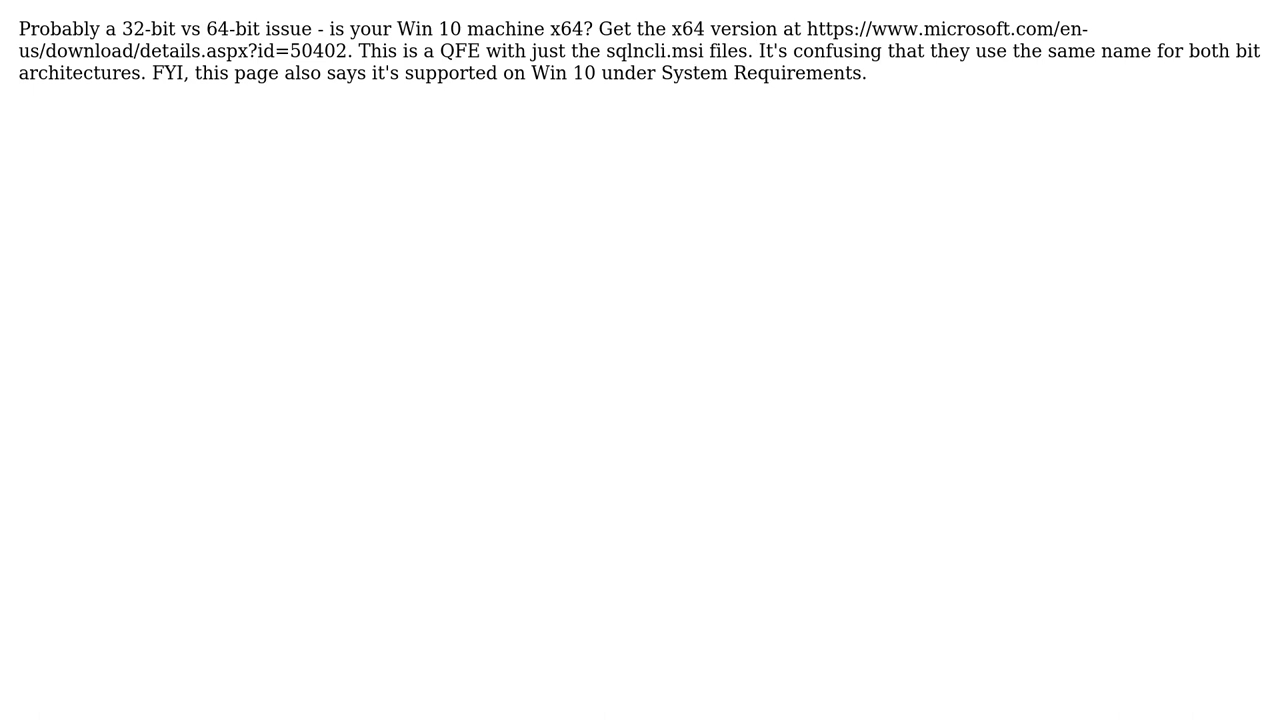 Probably a 32-bit vs 64-bit issue - is your Win 10 machine x64? Get the x64 version at https://www.microsoft.com/en-
us/download/details.aspx?id=50402. This is a QFE with just the sqlncli.msi files. It's confusing that they use the same name for both bit
architectures. FYI, this page also says it's supported on Win 10 under System Requirements.